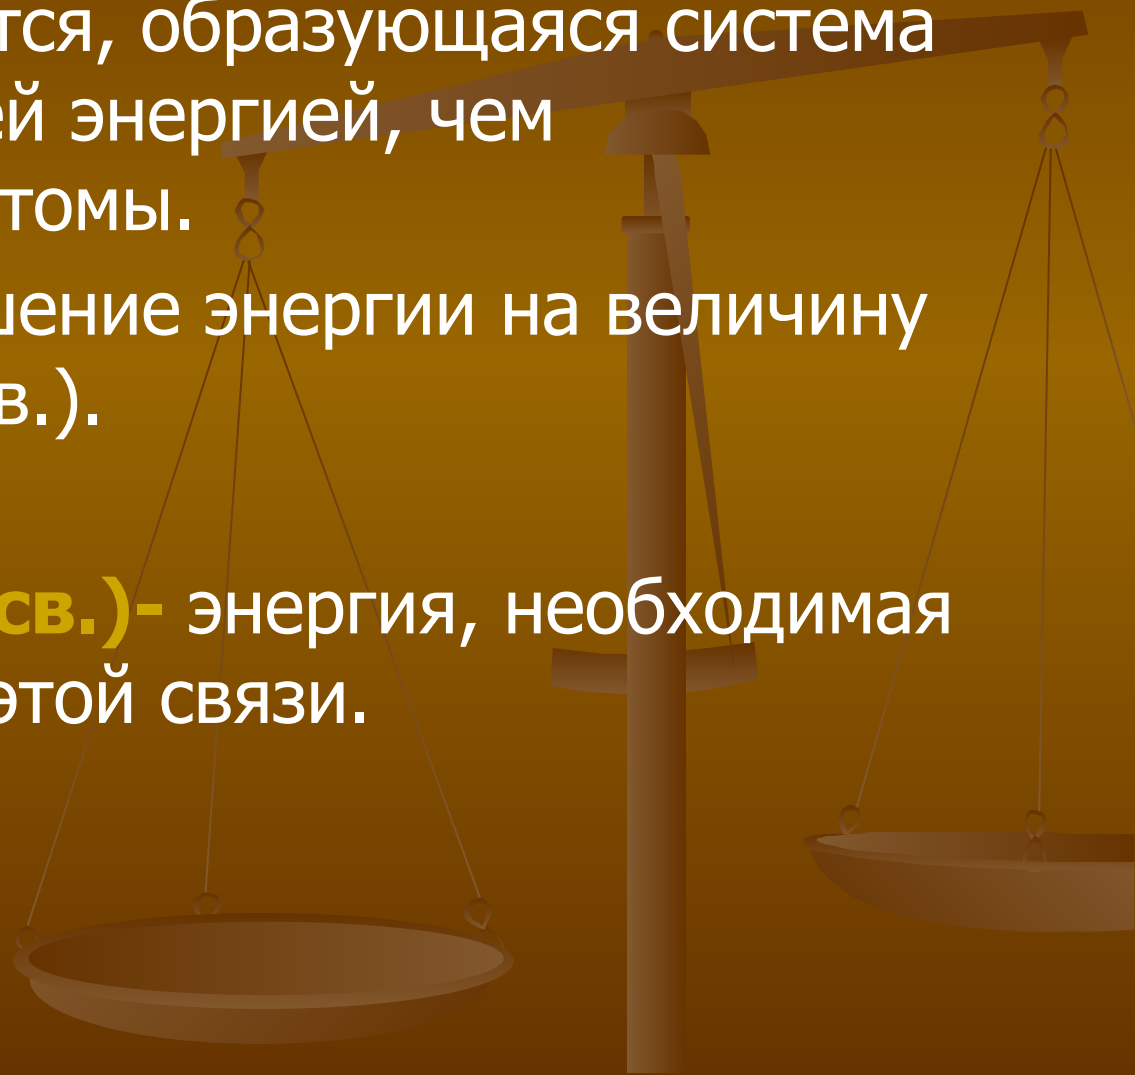 тся, образующаяся система
ей энергией, чем
томы.
шение энергии на величину
в.).
св.)- энергия, необходимая
этой связи.